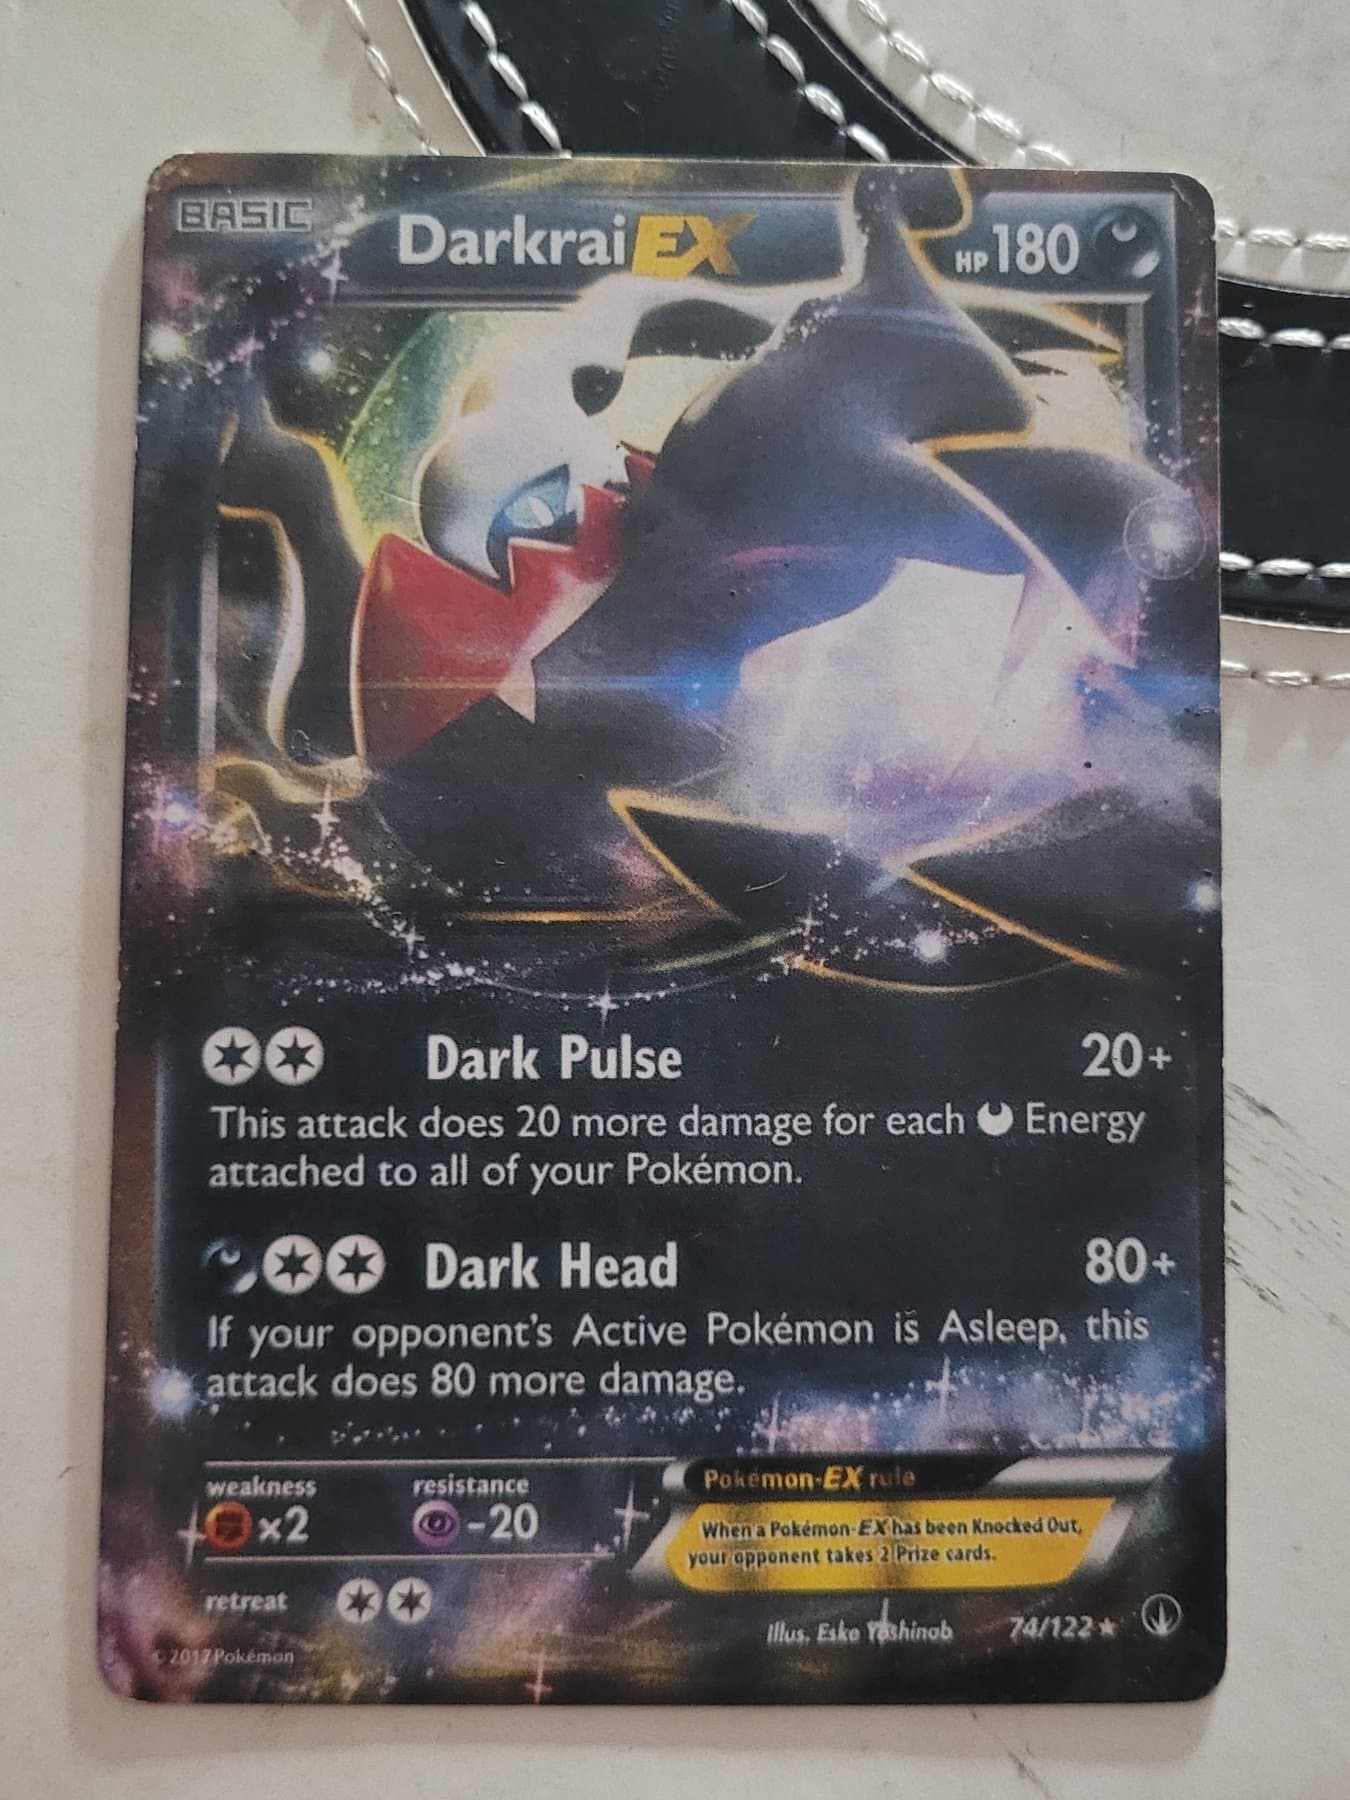 BASIC
Darkrai EX HP 180
Dark Pulse 20+
This attack does 20 more damage for each Energy
attached to all of your Pokémon.
Dark Head 80+
If your opponent's Active Pokémon is Asleep, this
attack does 80 more damage.
weakness resistance
×2 -20
Pokémon-EX rule
When a Pokémon-EX has been Knocked Out,
your opponent takes 2 Prize cards.
retreat
Illus. Eske Yoshinob 74/122 ★
© 2017 Pokémon